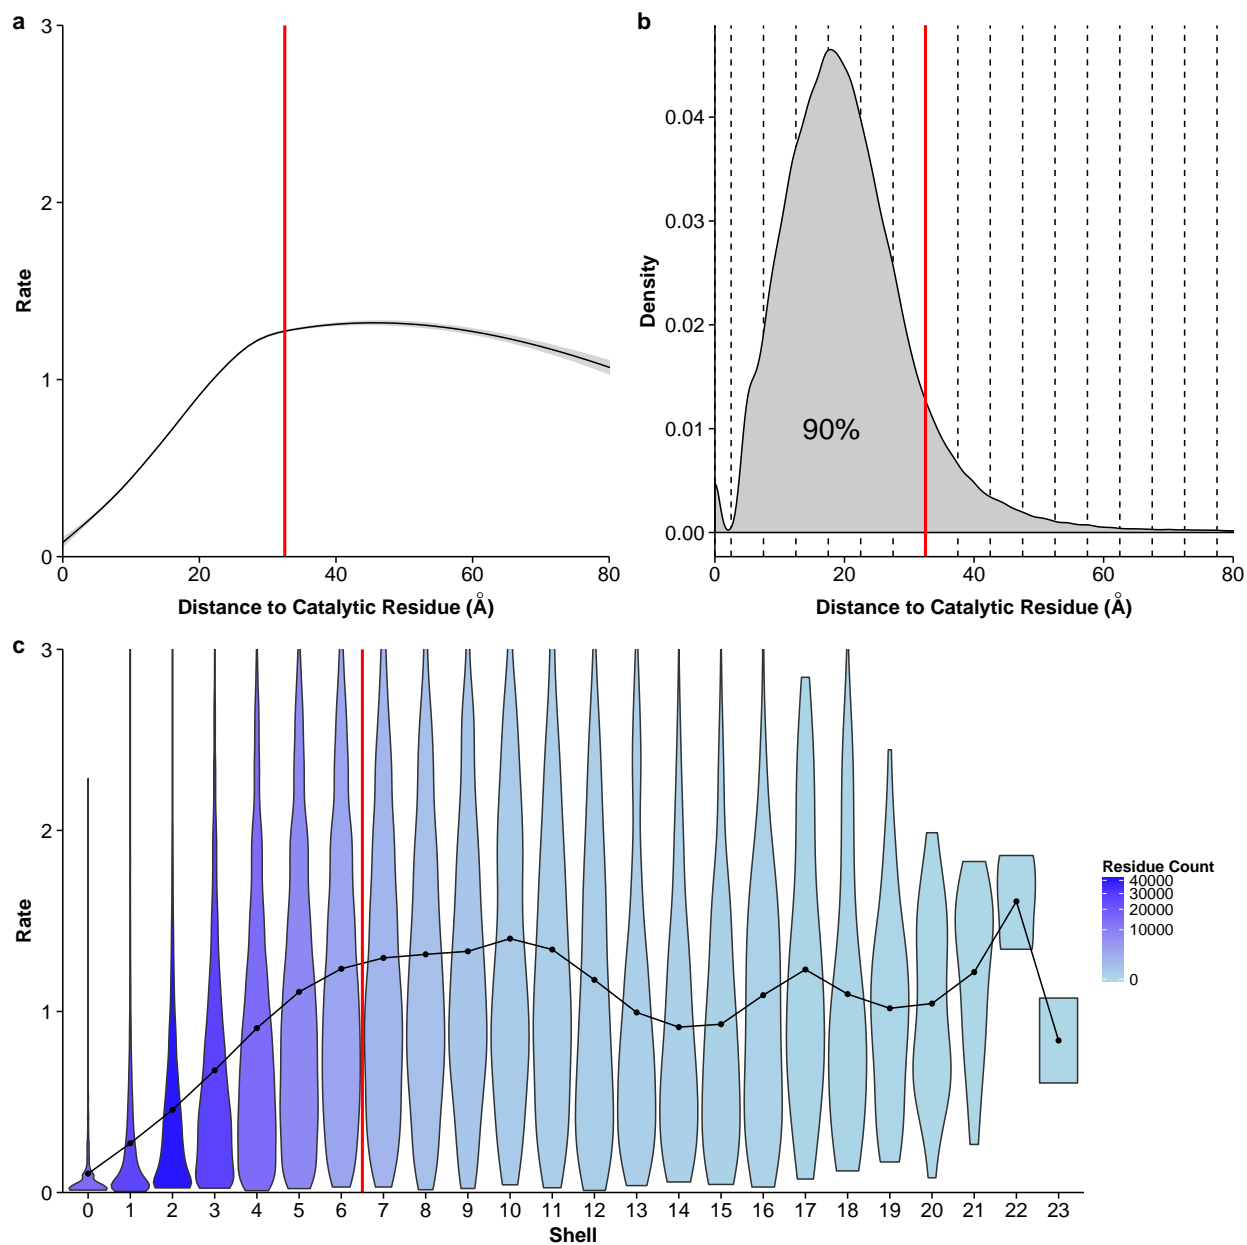 a
3
2
1
0
Rate
0 20 40 60 80
Distance to Catalytic Residue (Å)
b
0.04
0.03
0.02
0.01
0.00
Density
90%
0 20 40 60 80
Distance to Catalytic Residue (Å)
c
3
2
1
0
Rate
0 1 2 3 4 5 6 7 8 9 10 11 12 13 14 15 16 17 18 19 20 21 22 23
Shell
Residue Count
40000
30000
20000
10000
0